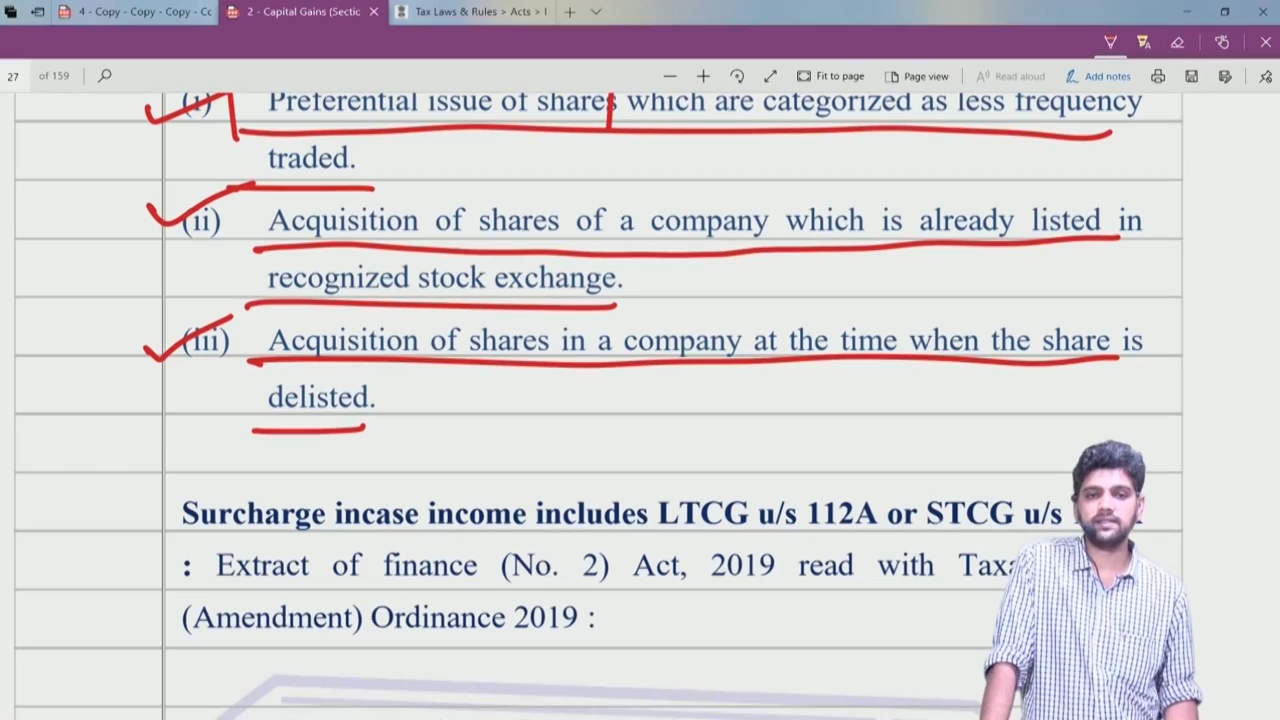 4 - Copy - Copy - Copy - Cc
2 - Capital Gains (Sectic
Tax Laws & Rules > Acts > I
27 of 159
Fit to page
Page view
Read aloud
Add notes
(i) Preferential issue of shares which are categorized as less frequency
traded.
(ii) Acquisition of shares of a company which is already listed in
recognized stock exchange.
(iii) Acquisition of shares in a company at the time when the share is
delisted.
Surcharge incase income includes LTCG u/s 112A or STCG u/s
: Extract of finance (No. 2) Act, 2019 read with
(Amendment) Ordinance 2019 :